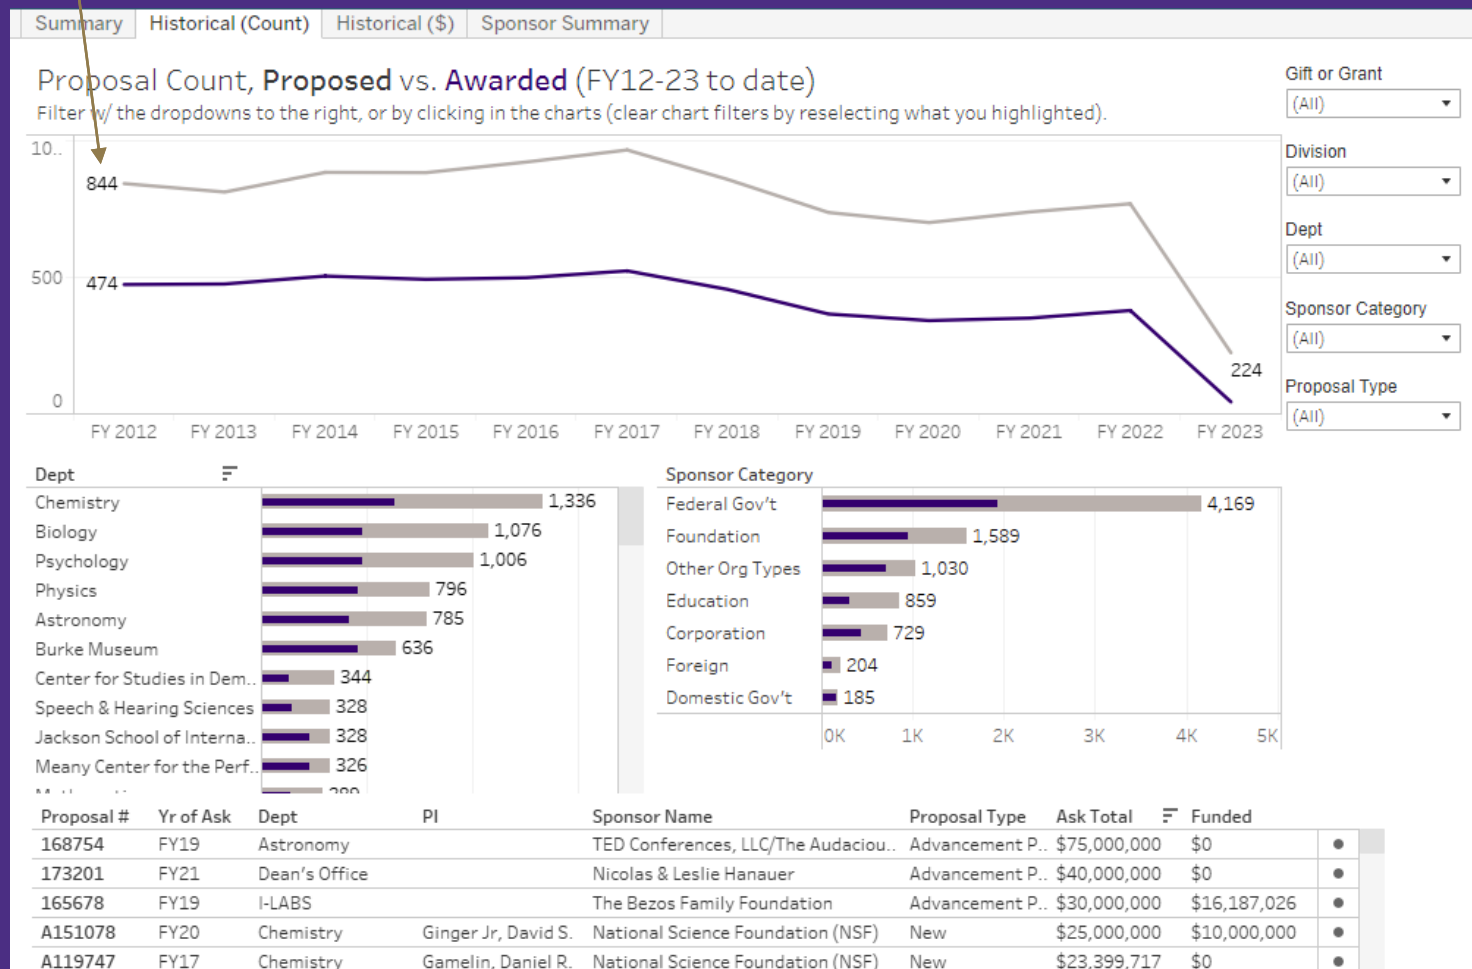 Summary Historical (Count) Historical ($) Sponsor Summary
Proposal Count, Proposed vs. Awarded (FY12-23 to date)
Filter w/ the dropdowns to the right, or by clicking in the charts (clear chart filters by reselecting what you highlighted).
Gift or Grant
(All)
Division
(All)
Dept
(All)
Sponsor Category
(All)
Proposal Type
(All)
10..
844
500
474
224
0
FY 2012 FY 2013 FY 2014 FY 2015 FY 2016 FY 2017 FY 2018 FY 2019 FY 2020 FY 2021 FY 2022 FY 2023
Dept
Chemistry 1,336
Biology 1,076
Psychology 1,006
Physics 796
Astronomy 785
Burke Museum 636
Center for Studies in Dem.. 344
Speech & Hearing Sciences 328
Jackson School of Interna.. 328
Meany Center for the Perf.. 326
Sponsor Category
Federal Gov't 4,169
Foundation 1,589
Other Org Types 1,030
Education 859
Corporation 729
Foreign 204
Domestic Gov't 185
0K 1K 2K 3K 4K 5K
Proposal # Yr of Ask Dept PI Sponsor Name Proposal Type Ask Total Funded
168754 FY19 Astronomy TED Conferences, LLC/The Audaciou.. Advancement P.. $75,000,000 $0
173201 FY21 Dean's Office Nicolas & Leslie Hanauer Advancement P.. $40,000,000 $0
165678 FY19 I-LABS The Bezos Family Foundation Advancement P.. $30,000,000 $16,187,026
A151078 FY20 Chemistry Ginger Jr, David S. National Science Foundation (NSF) New $25,000,000 $10,000,000
A119747 FY17 Chemistry Gamelin, Daniel R. National Science Foundation (NSF) New $23,399,717 $0